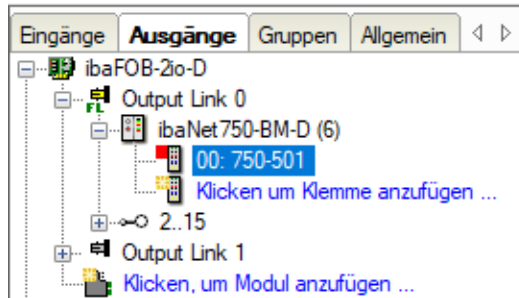 Eingänge Ausgänge Gruppen Allgemein
ibaFOB-2io-D
FL Output Link 0
ibaNet750-BM-D (6)
00: 750-501
Klicken um Klemme anzufügen ...
2..15
Output Link 1
Klicken, um Modul anzufügen ...